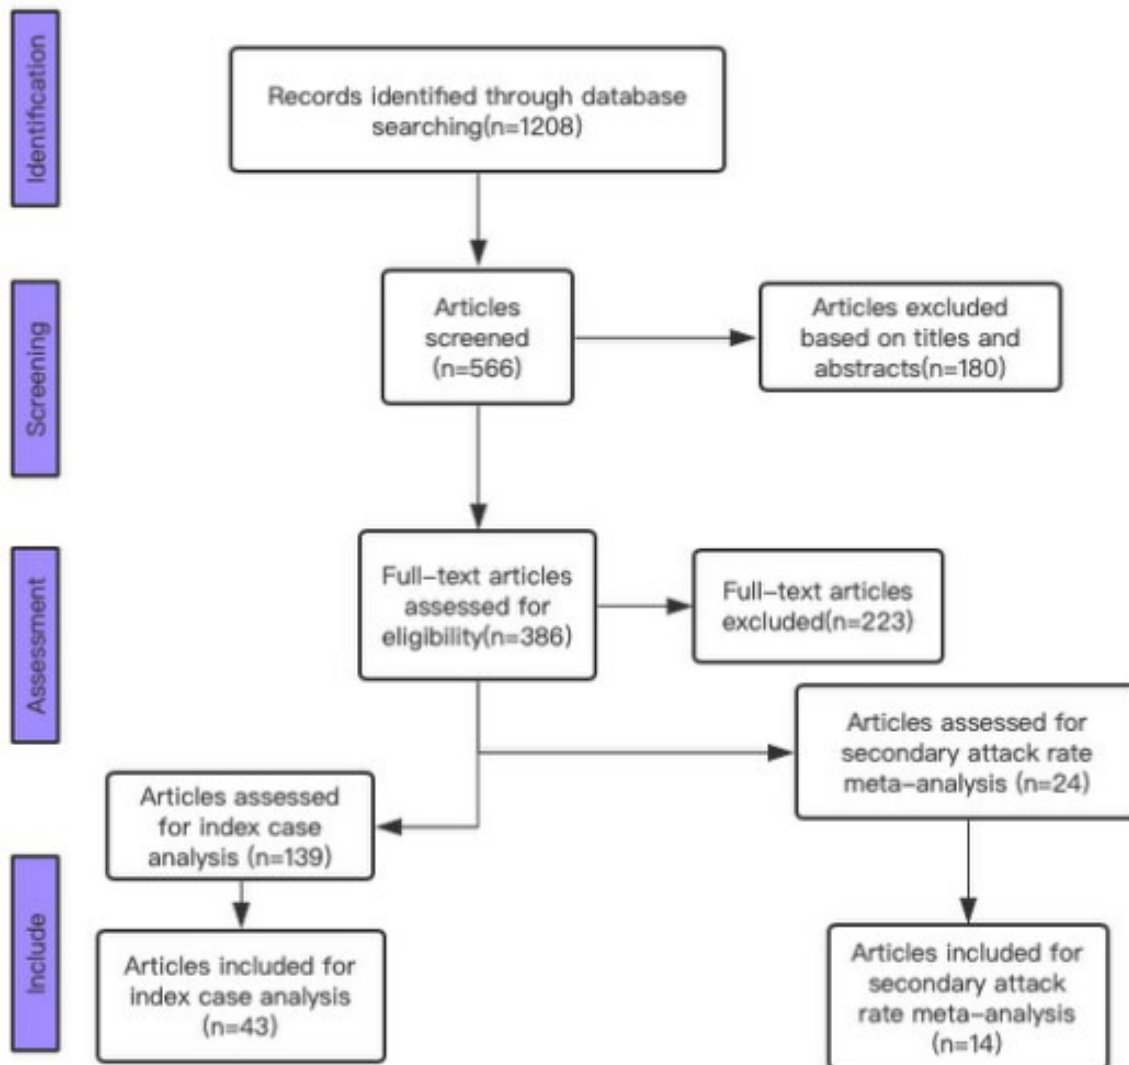 Identification
Records identified through database
searching(n=1208)
Screening
Articles
screened
(n=566)
Articles excluded
based on titles and
abstracts(n=180)
Assessment
Full-text articles
assessed for
eligibility(n=386)
Full-text articles
excluded(n=223)
Articles assessed for
secondary attack rate
meta-analysis (n=24)
Articles assessed
for index case
analysis (n=139)
Include
Articles included for
index case analysis
(n=43)
Articles included for
secondary attack
rate meta-analysis
(n=14)